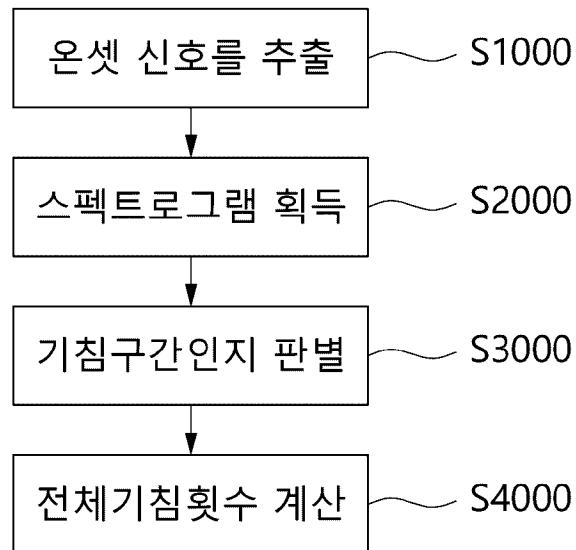 온셋 신호를 추출 S1000
스펙트로그램 획득 S2000
기침구간인지 판별 S3000
전체기침횟수 계산 S4000